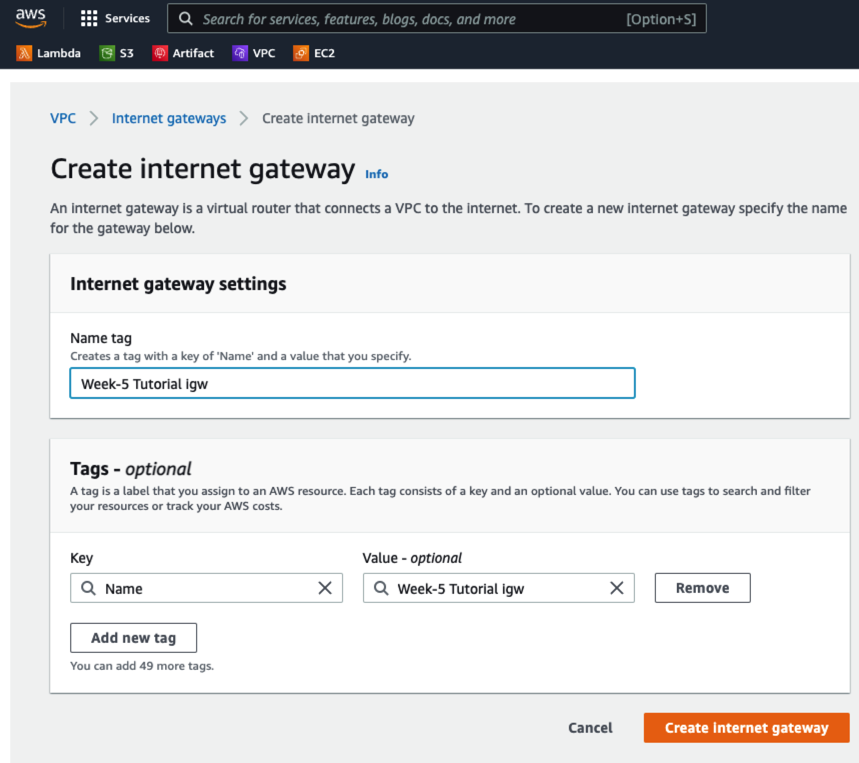 aws Services Search for services, features, blogs, docs, and more [Option+S]
Lambda S3 Artifact VPC EC2
VPC Internet gateways Create internet gateway
Create internet gateway Info
An internet gateway is a virtual router that connects a VPC to the internet. To create a new internet gateway specify the name
for the gateway below.
Internet gateway settings
Name tag
Creates a tag with a key of 'Name' and a value that you specify.
Week-5 Tutorial igw
Tags - optional
A tag is a label that you assign to an AWS resource. Each tag consists of a key and an optional value. You can use tags to search and filter
your resources or track your AWS costs.
Key Value - optional
Name Week-5 Tutorial igw Remove
Add new tag
You can add 49 more tags.
Cancel Create internet gateway